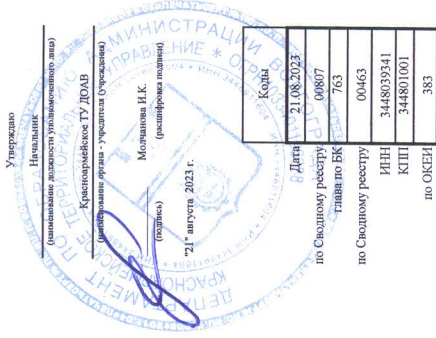 Утверждаю
Начальник
(наименование должности уполномоченного лица)
Красноармейское ТУ ДОАВ
(наименование органа - учредителя (учреждения)
Молчанова И.К.
(подпись) (расшифровка подписи)
"21" августа 2023 г.
Коды
Дата 21.08.2023
по Сводному реестру 00807
глава по БК 763
по Сводному реестру 00463
ИНН 3448039341
КПП 344801001
по ОКЕИ 383